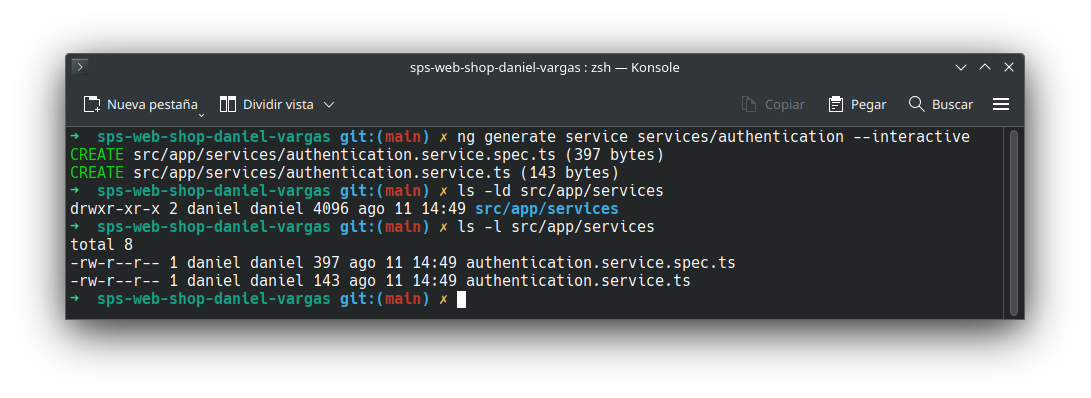 sps-web-shop-daniel-vargas : zsh — Konsole
Nueva pestaña Dividir vista Copiar Pegar Buscar
➜ sps-web-shop-daniel-vargas git:(main) ✗ ng generate service services/authentication --interactive
CREATE src/app/services/authentication.service.spec.ts (397 bytes)
CREATE src/app/services/authentication.service.ts (143 bytes)
➜ sps-web-shop-daniel-vargas git:(main) ✗ ls -ld src/app/services
drwxr-xr-x 2 daniel daniel 4096 ago 11 14:49 src/app/services
➜ sps-web-shop-daniel-vargas git:(main) ✗ ls -l src/app/services
total 8
-rw-r--r-- 1 daniel daniel 397 ago 11 14:49 authentication.service.spec.ts
-rw-r--r-- 1 daniel daniel 143 ago 11 14:49 authentication.service.ts
➜ sps-web-shop-daniel-vargas git:(main) ✗